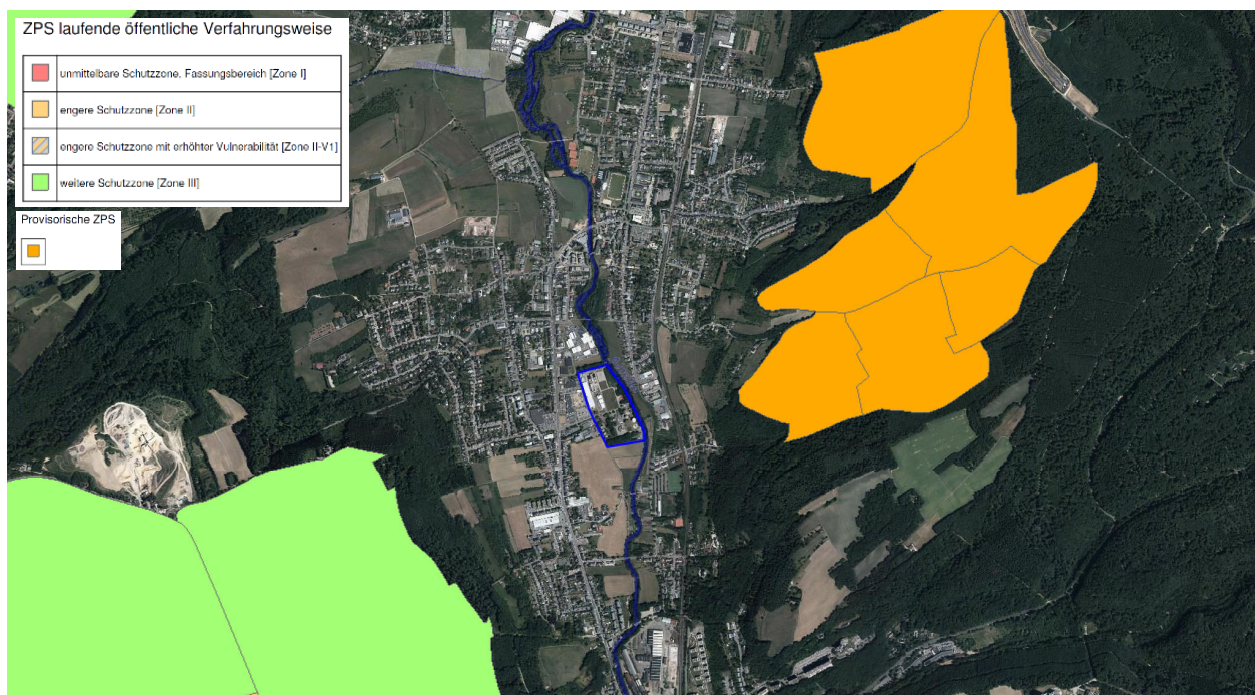 ZPS laufende öffentliche Verfahrungsweise
unmittelbare Schutzzone, Fassungsbereich [Zone I]
engere Schutzzone [Zone II]
engere Schutzzone mit erhöhter Vulnerabilität [Zone II-V1]
weitere Schutzzone [Zone III]
Provisorische ZPS